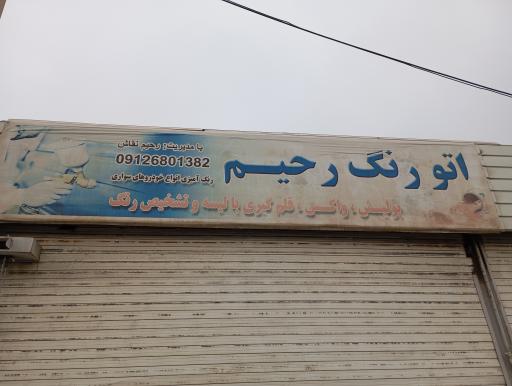 اتو رنگ رحیم
با مدیریت: رحیم نقاش
09126801382
رنگ آمیزی انواع خودروهای سواری
پولیش، واکس، قلم گیری با لیسه و تشخیص رنگ